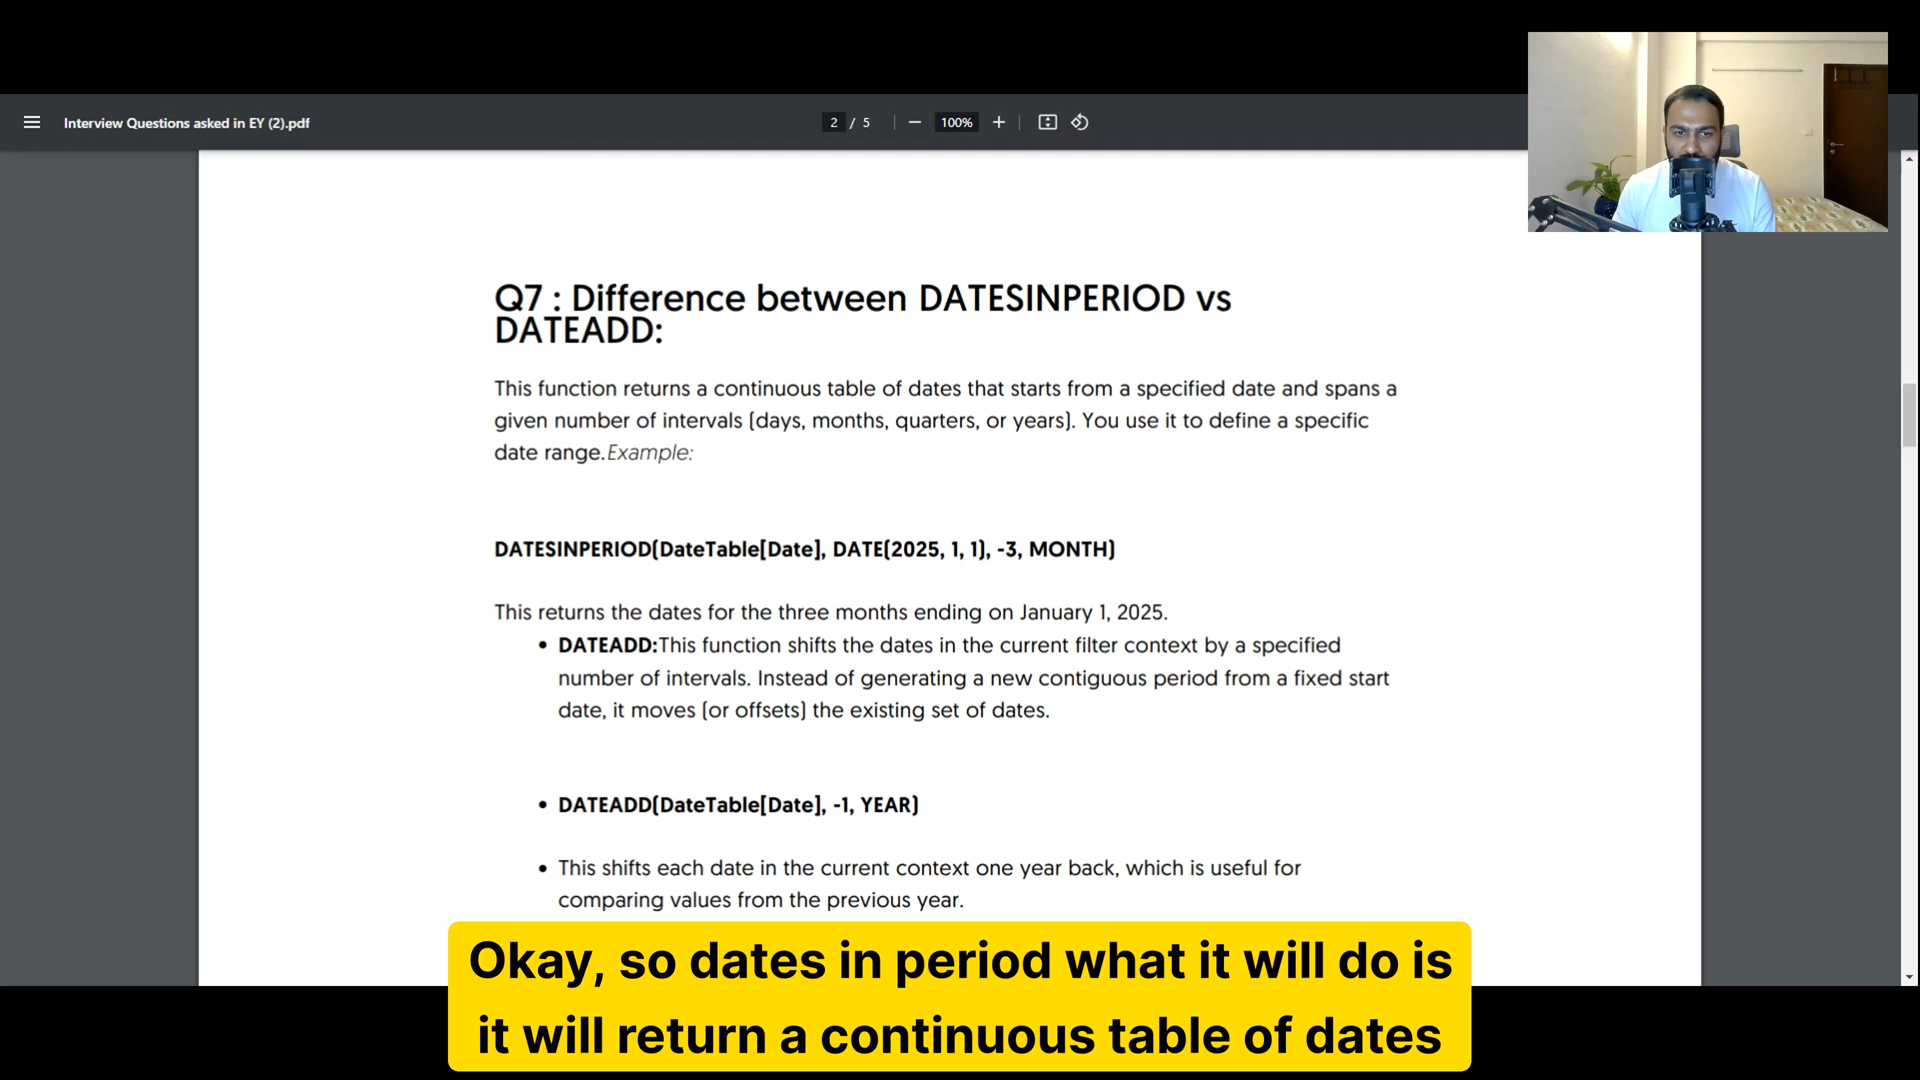 Interview Questions asked in EY (2).pdf
2 / 5
100%
Q7 : Difference between DATESINPERIOD vs
DATEADD:
This function returns a continuous table of dates that starts from a specified date and spans a
given number of intervals (days, months, quarters, or years). You use it to define a specific
date range.Example:
DATESINPERIOD(DateTable[Date], DATE(2025, 1, 1), -3, MONTH)
This returns the dates for the three months ending on January 1, 2025.
• DATEADD:This function shifts the dates in the current filter context by a specified
number of intervals. Instead of generating a new contiguous period from a fixed start
date, it moves (or offsets) the existing set of dates.
• DATEADD(DateTable[Date], -1, YEAR)
• This shifts each date in the current context one year back, which is useful for
comparing values from the previous year.
Okay, so dates in period what it will do is
it will return a continuous table of dates